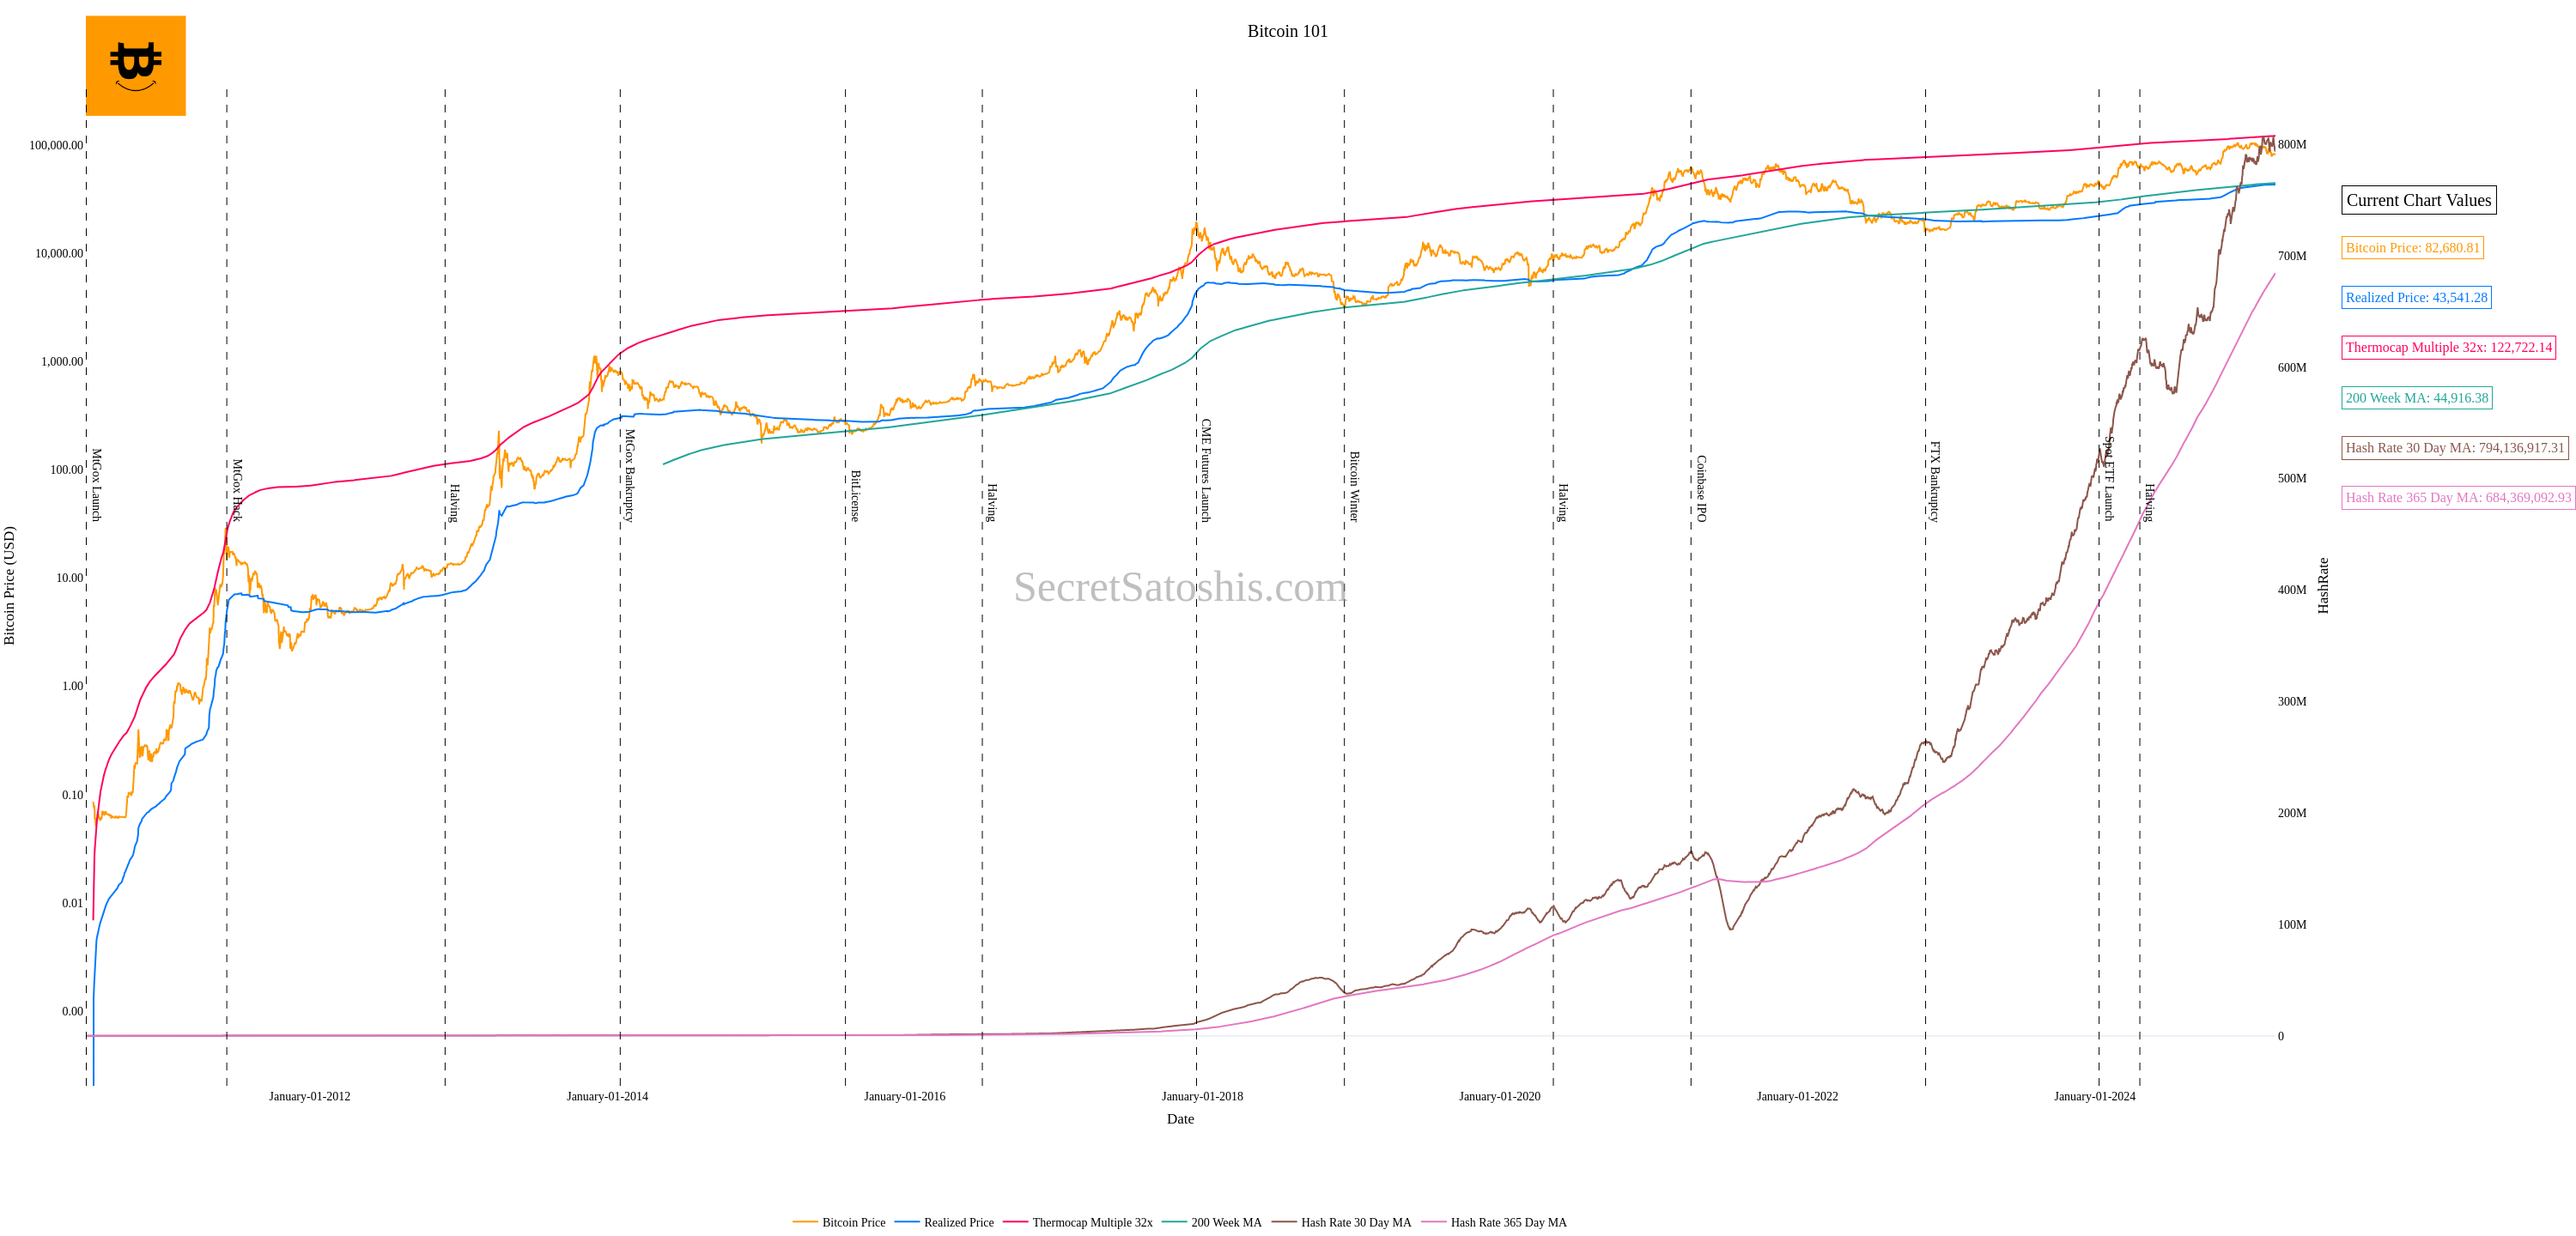 Bitcoin 101
100,000.00
10,000.00
1,000.00
100.00
10.00
1.00
0.10
0.01
0.00
Bitcoin Price (USD)
MtGox Launch
MtGox Hack
Halving
MtGox Bankruptcy
BitLicense
Halving
CME Futures Launch
Bitcoin Winter
Halving
Coinbase IPO
FTX Bankruptcy
Spot ETF Launch
Halving
SecretSatoshis.com
800M
700M
600M
500M
400M
300M
200M
100M
0
HashRate
Current Chart Values
Bitcoin Price: 82,680.81
Realized Price: 43,541.28
Thermocap Multiple 32x: 122,722.14
200 Week MA: 44,916.38
Hash Rate 30 Day MA: 794,136,917.31
Hash Rate 365 Day MA: 684,369,092.93
January-01-2012
January-01-2014
January-01-2016
January-01-2018
January-01-2020
January-01-2022
January-01-2024
Date
Bitcoin Price
Realized Price
Thermocap Multiple 32x
200 Week MA
Hash Rate 30 Day MA
Hash Rate 365 Day MA